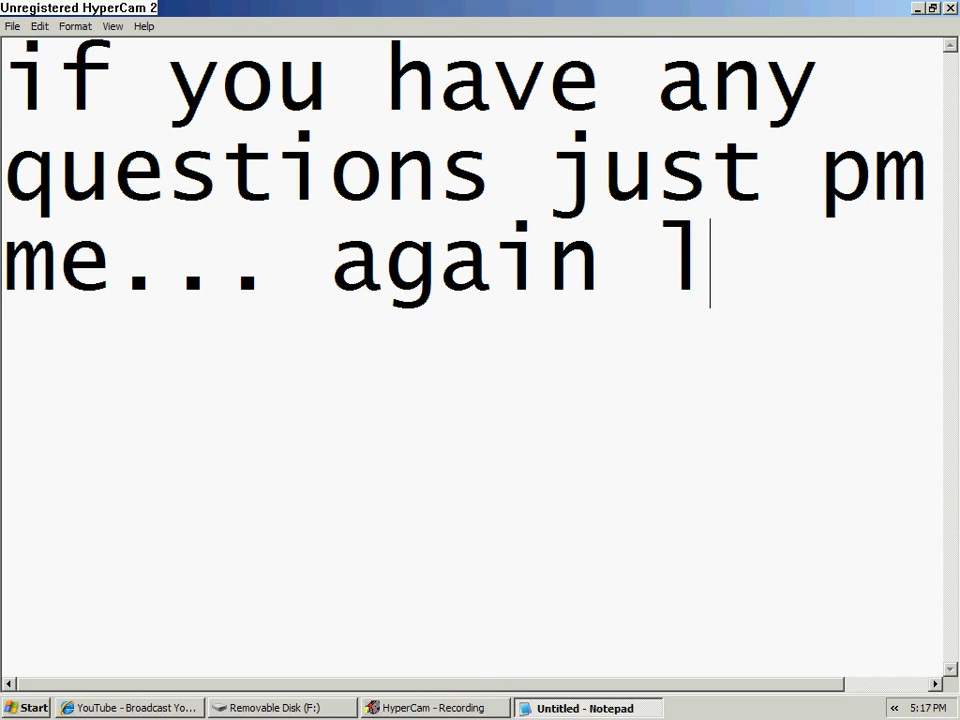 Unregistered HyperCam 2
File Edit Format View Help
if you have any
questions just pm
me... again l
Start YouTube - Broadcast Yo... Removable Disk (F:) HyperCam - Recording Untitled - Notepad « 5:17 PM